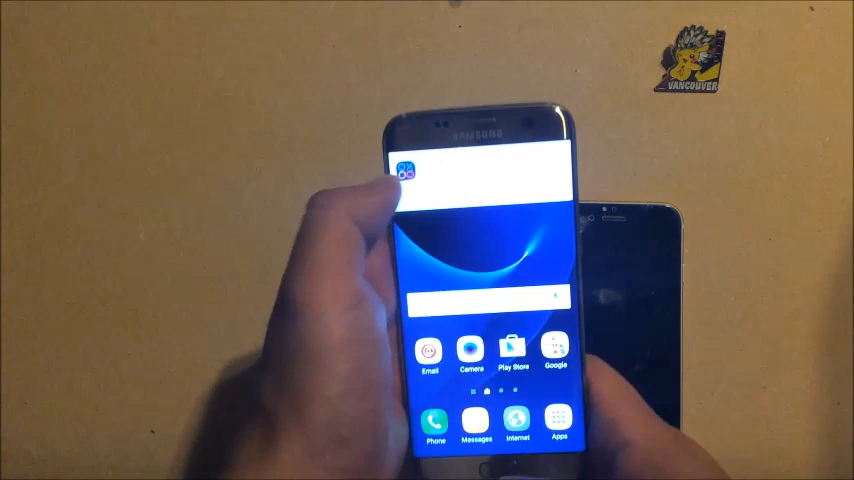 VANCOUVER
SAMSUNG
Email
Camera
Play Store
Google
Phone
Messages
Internet
Apps